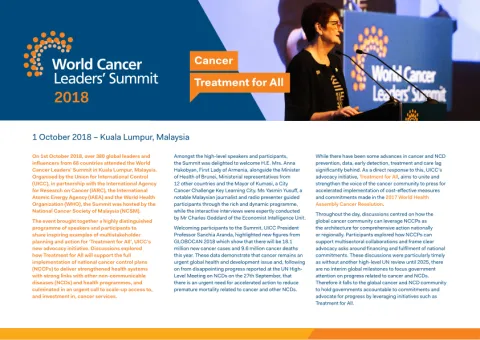 World Cancer
Leaders' Summit
2018
Cancer
Treatment for All
World Cancer
Leaders' Summit
1 October 2018 – Kuala Lumpur, Malaysia
On 1st October 2018, over 360 global leaders and
influencers from 69 countries attended the World
Cancer Leaders' Summit in Kuala Lumpur, Malaysia.
Organised by the Union for International Control
(UICC), in partnership with the International Agency
for Research on Cancer (IARC), the International
Atomic Energy Agency (IAEA) and the World Health
Organization (WHO), the Summit was hosted by the
National Cancer Society of Malaysia (NCSM).
The event brought together a highly distinguished
programme of speakers and participants to
share inspiring examples of multistakeholder
planning and action for 'Treatment for All', UICC's
new advocacy initiative. Discussions explored
how Treatment for All will support the full
implementation of national cancer control plans
(NCCPs) to deliver strengthened health systems
with strong links with other non-communicable
diseases (NCDs) and health programmes, and
culminated in an urgent call to scale-up access to,
and investment in, cancer services.
Amongst the high-level speakers and participants,
the Summit was delighted to welcome H.E. Mrs. Anna
Hakobyan, First Lady of Armenia, alongside the Minister
of Health of Brunei, Ministerial representatives from
12 other countries and the Mayor of Kumasi, a City
Cancer Challenge Key Learning City. Ms Yasmin Yusuff, a
notable Malaysian journalist and radio presenter guided
participants through the rich and dynamic programme,
while the interactive interviews were expertly conducted
by Mr Charles Goddard of the Economist Intelligence Unit.
Welcoming participants to the Summit, UICC President
Professor Sanchia Aranda, highlighted new figures from
GLOBOCAN 2018 which show that there will be 18.1
million new cancer cases and 9.6 million cancer deaths
this year. These data demonstrate that cancer remains an
urgent global health and development issue and, following
on from disappointing progress reported at the UN High-
Level Meeting on NCDs on the 27th September, that
there is an urgent need for accelerated action to reduce
premature mortality related to cancer and other NCDs.
While there have been some advances in cancer and NCD
prevention, data, early detection, treatment and care lag
significantly behind. As a direct response to this, UICC's
advocacy initiative, Treatment for All, aims to unite and
strengthen the voice of the cancer community to press for
accelerated implementation of cost-effective measures
and commitments made in the 2017 World Health
Assembly Cancer Resolution.
Throughout the day, discussions centred on how the
global cancer community can leverage NCCPs as
the architecture for comprehensive action nationally
or regionally. Participants explored how NCCPs can
support multisectoral collaborations and frame clear
advocacy asks around financing and fulfilment of national
commitments. These discussions were particularly timely
as without another high-level UN review until 2025, there
are no interim global milestones to focus government
attention on progress related to cancer and NCDs.
Therefore it falls to the global cancer and NCD community
to hold governments accountable to commitments and
advocate for progress by leveraging initiatives such as
Treatment for All.